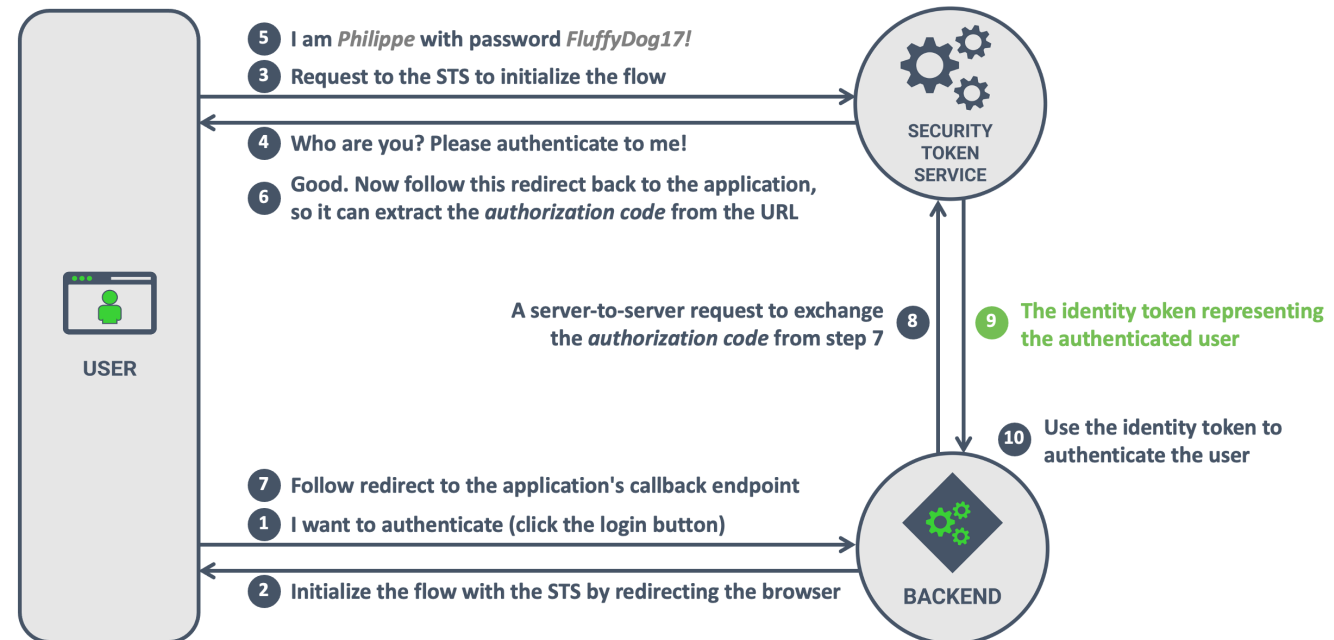 5 I am Philippe with password FluffyDog17!
3 Request to the STS to initialize the flow
4 Who are you? Please authenticate to me!
6 Good. Now follow this redirect back to the application,
so it can extract the authorization code from the URL
SECURITY
TOKEN
SERVICE
USER
A server-to-server request to exchange
the authorization code from step 7
8
9 The identity token representing
the authenticated user
10 Use the identity token to
authenticate the user
7 Follow redirect to the application's callback endpoint
1 I want to authenticate (click the login button)
2 Initialize the flow with the STS by redirecting the browser
BACKEND